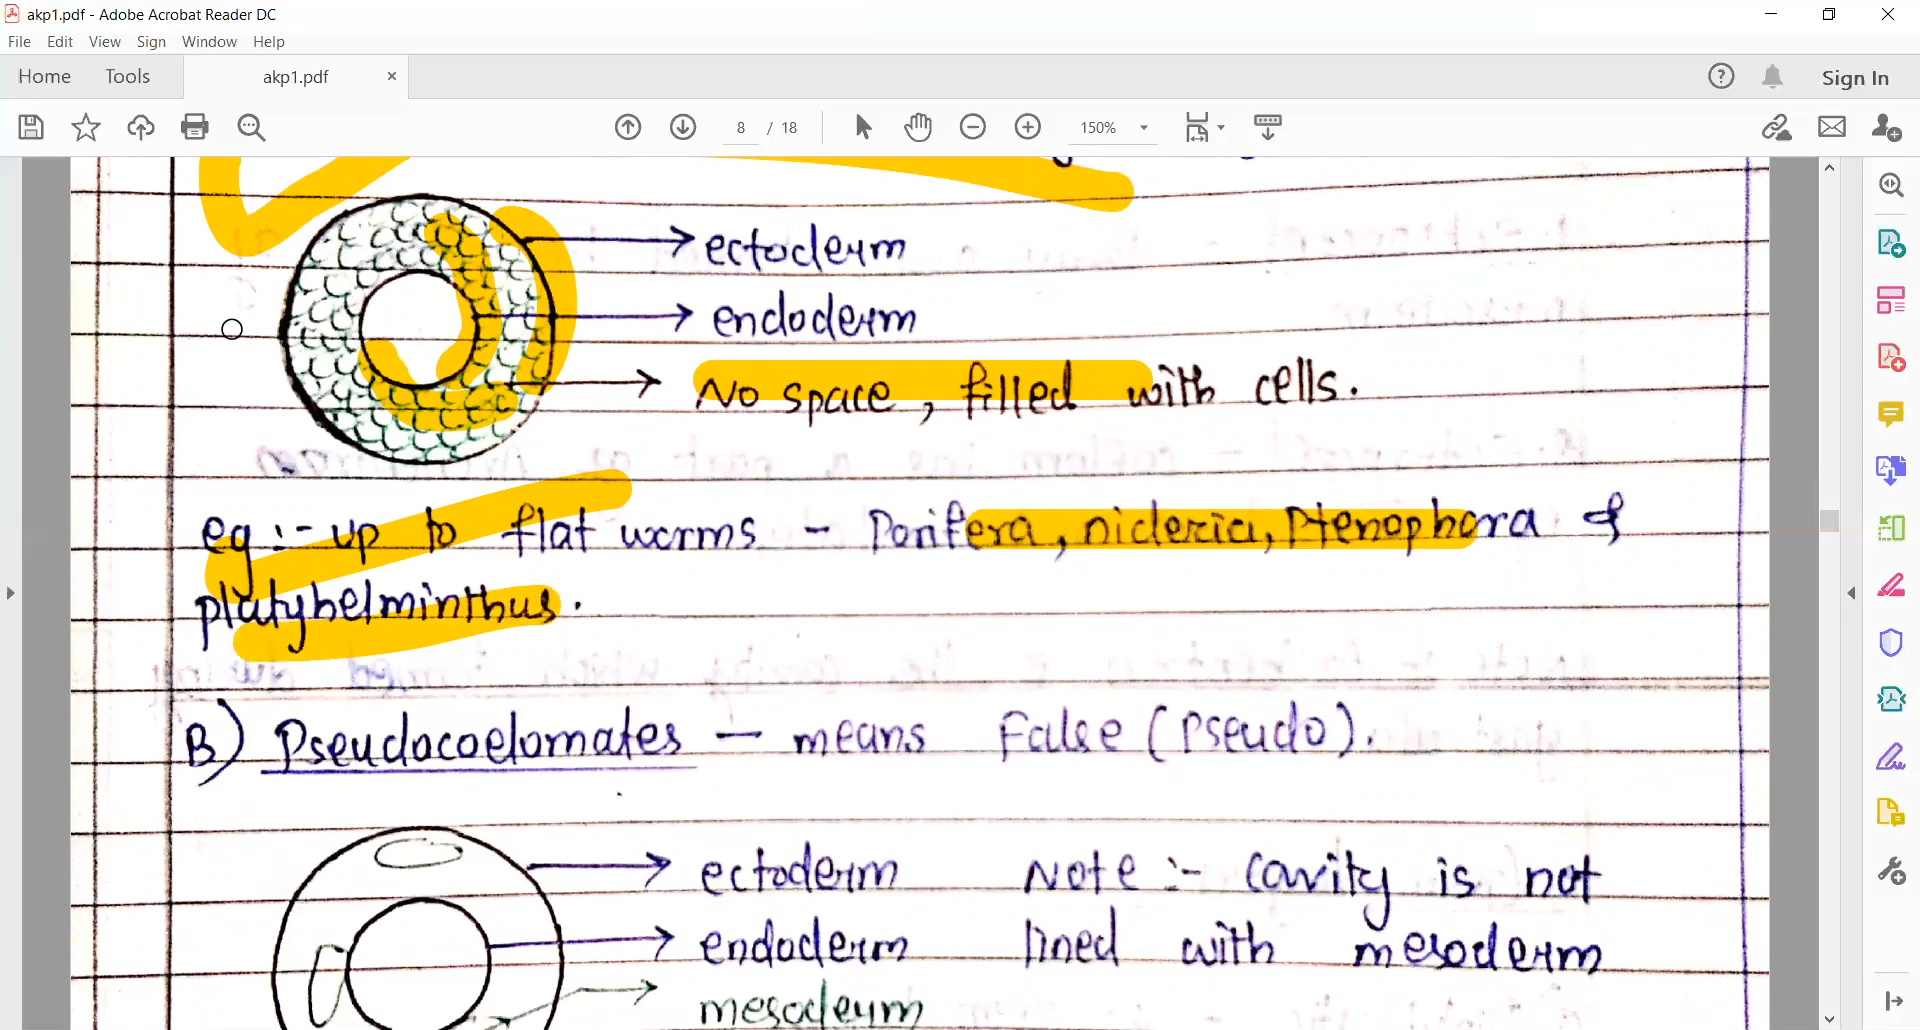 akp1.pdf - Adobe Acrobat Reader DC
File Edit View Sign Window Help
Home Tools akp1.pdf × Sign In
8 / 18 150%
ectoderm
endoderm
No space, filled with cells.
eg :- up to flat worms - Porifera, nideria, Ptenophora &
platyhelminthus.
B) Pseudocoelomates — means False (Pseudo).
ectoderm Note :- Cavity is not
endoderm lined with mesoderm
mesoderm